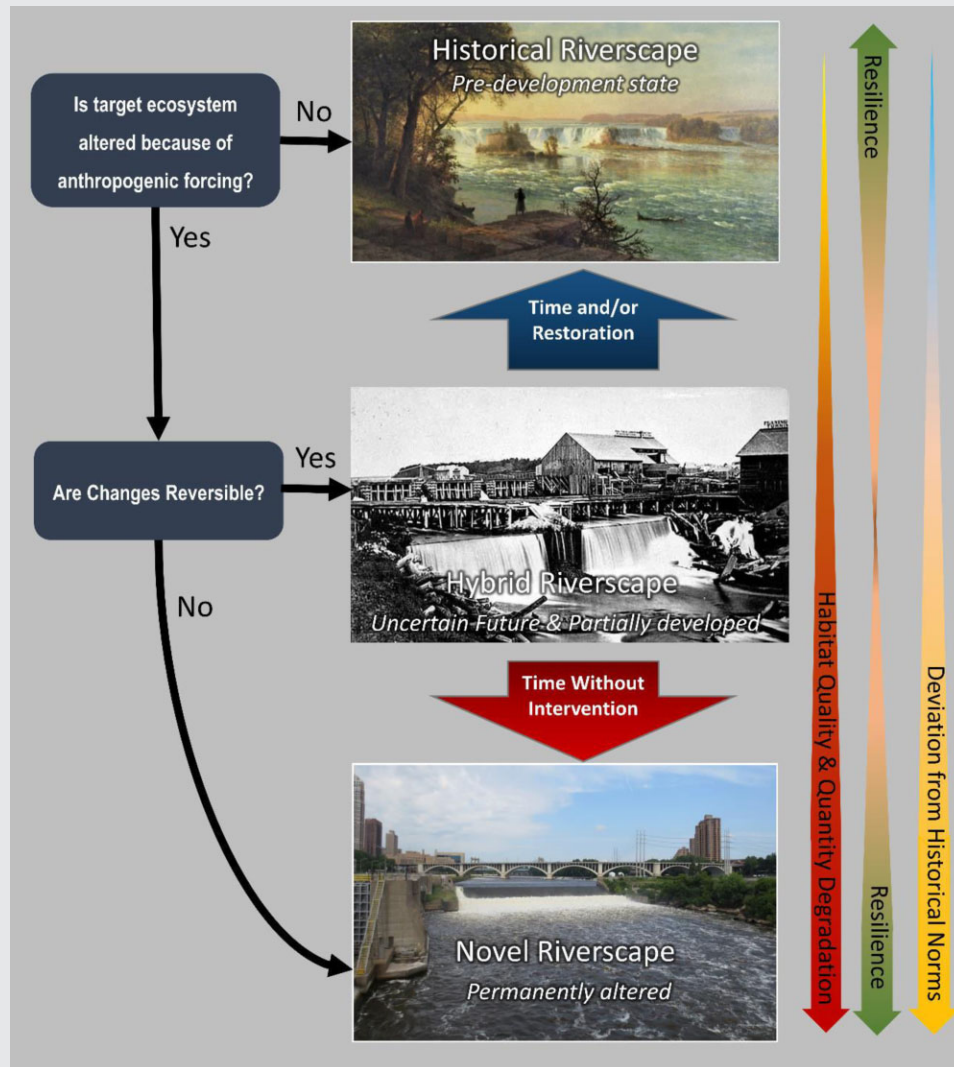 Is target ecosystem
altered because of
anthropogenic forcing?
No
Yes
Historical Riverscape
Pre-development state
Time and/or
Restoration
Are Changes Reversible?
Yes
No
Hybrid Riverscape
Uncertain Future & Partially developed
Time Without
Intervention
Novel Riverscape
Permanently altered
Habitat Quality & Quantity Degradation
Resilience
Resilience
Deviation from Historical Norms